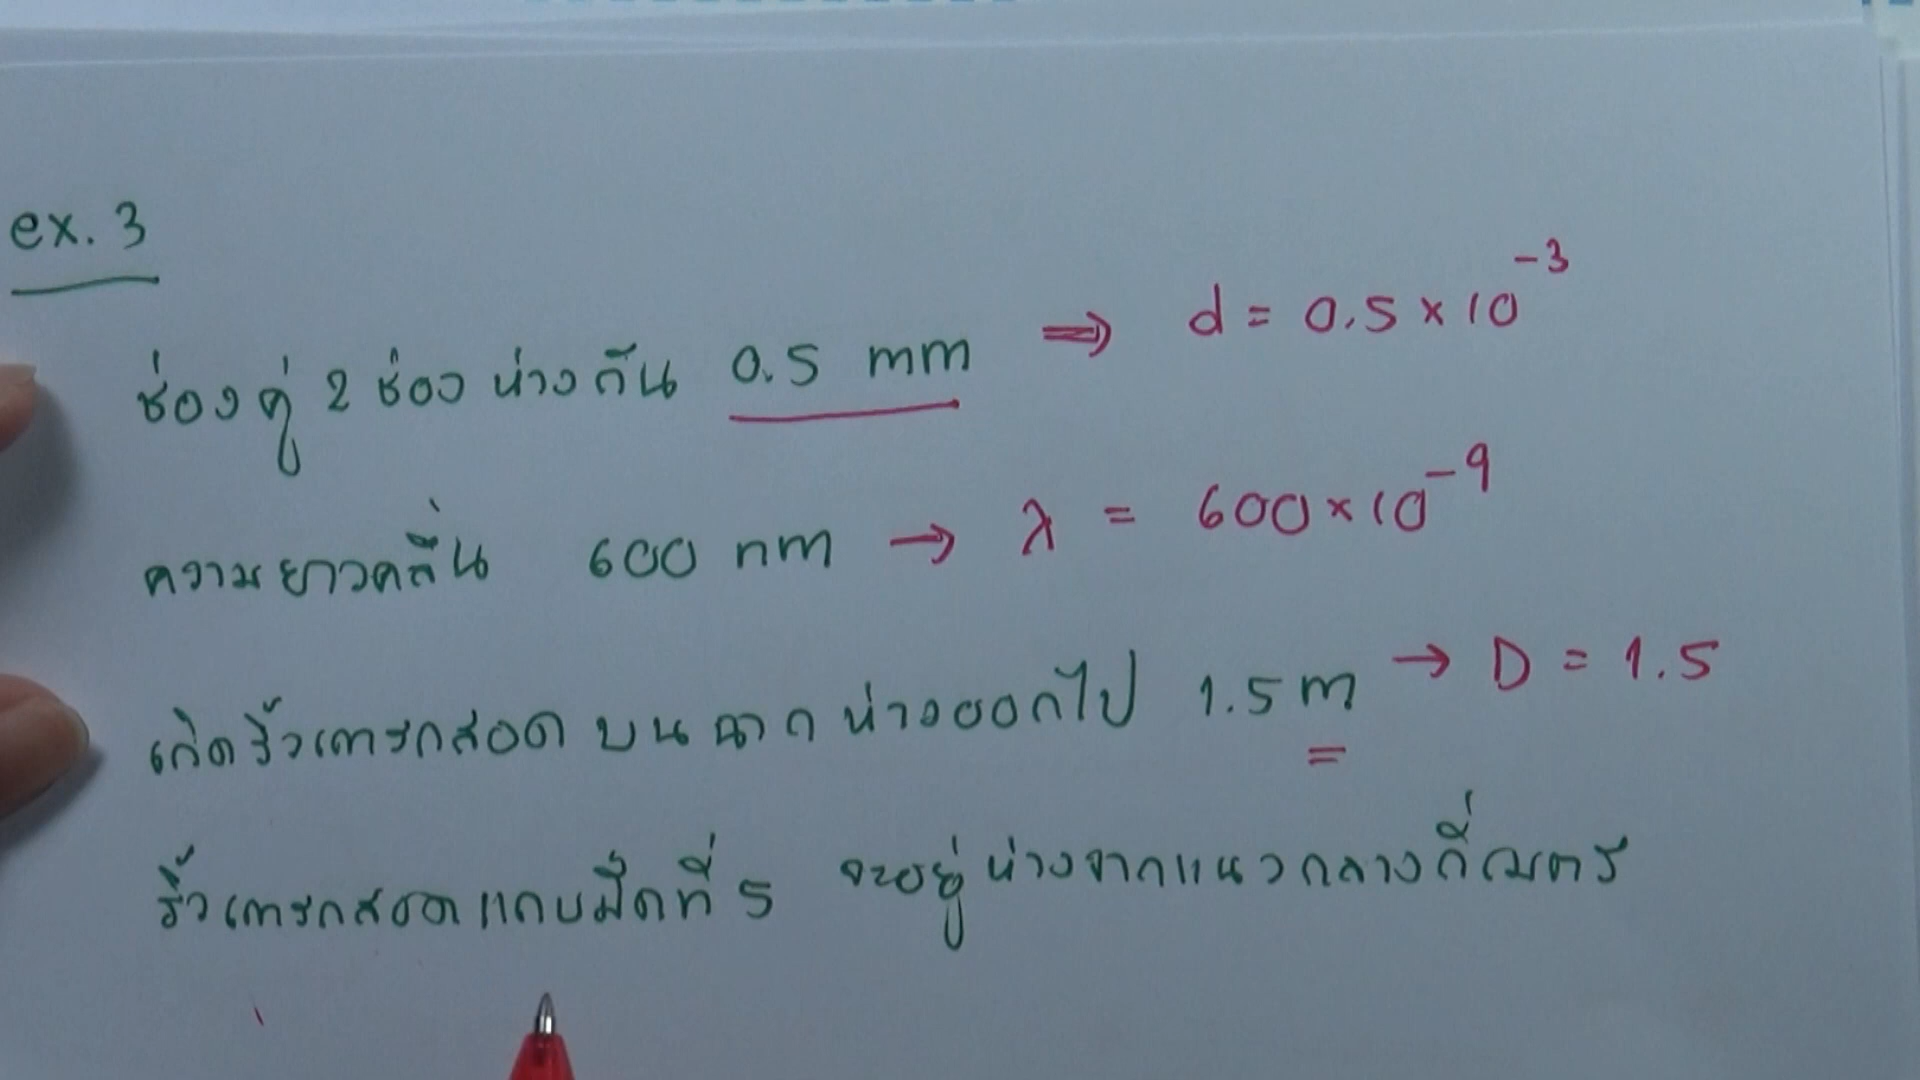 ex. 3
ช่องคู่ 2 ช่อง ห่างกัน 0.5 mm ⇒ d = 0.5 × 10⁻³
ความยาวคลื่น 600 nm → λ = 600 × 10⁻⁹
เกิดริ้วแทรกสอด บน ฉาก ห่างออกไป 1.5 m → D = 1.5
ริ้วแทรกสอดแถบมืดที่ 5 จะอยู่ ห่างจากแนวกลางกี่เมตร